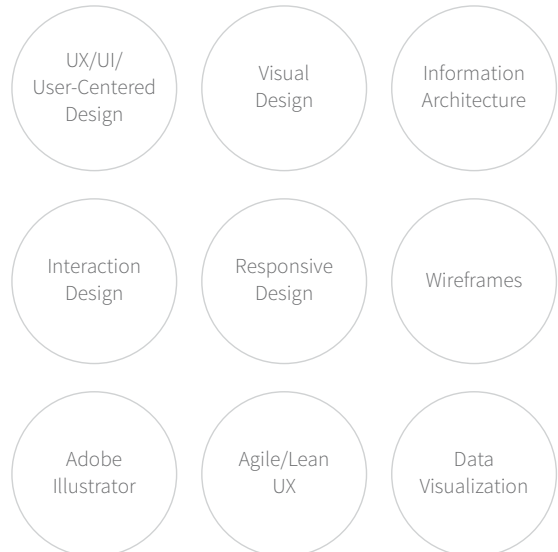 UX/UI/
User-Centered
Design
Visual
Design
Information
Architecture
Interaction
Design
Responsive
Design
Wireframes
Adobe
Illustrator
Agile/Lean
UX
Data
Visualization